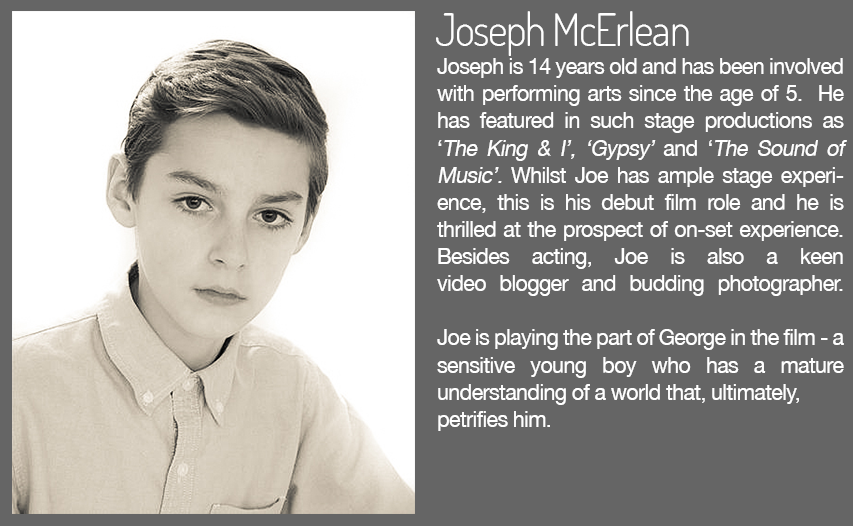 Joseph McErlean
Joseph is 14 years old and has been involved
with performing arts since the age of 5.  He
has featured in such stage productions as
‘The King & I’, ‘Gypsy’ and ‘The Sound of
Music’. Whilst Joe has ample stage experi-
ence, this is his debut film role and he is
thrilled at the prospect of on-set experience.
Besides acting, Joe is also a keen
video blogger and budding photographer.
Joe is playing the part of George in the film - a
sensitive young boy who has a mature
understanding of a world that, ultimately,
petrifies him.